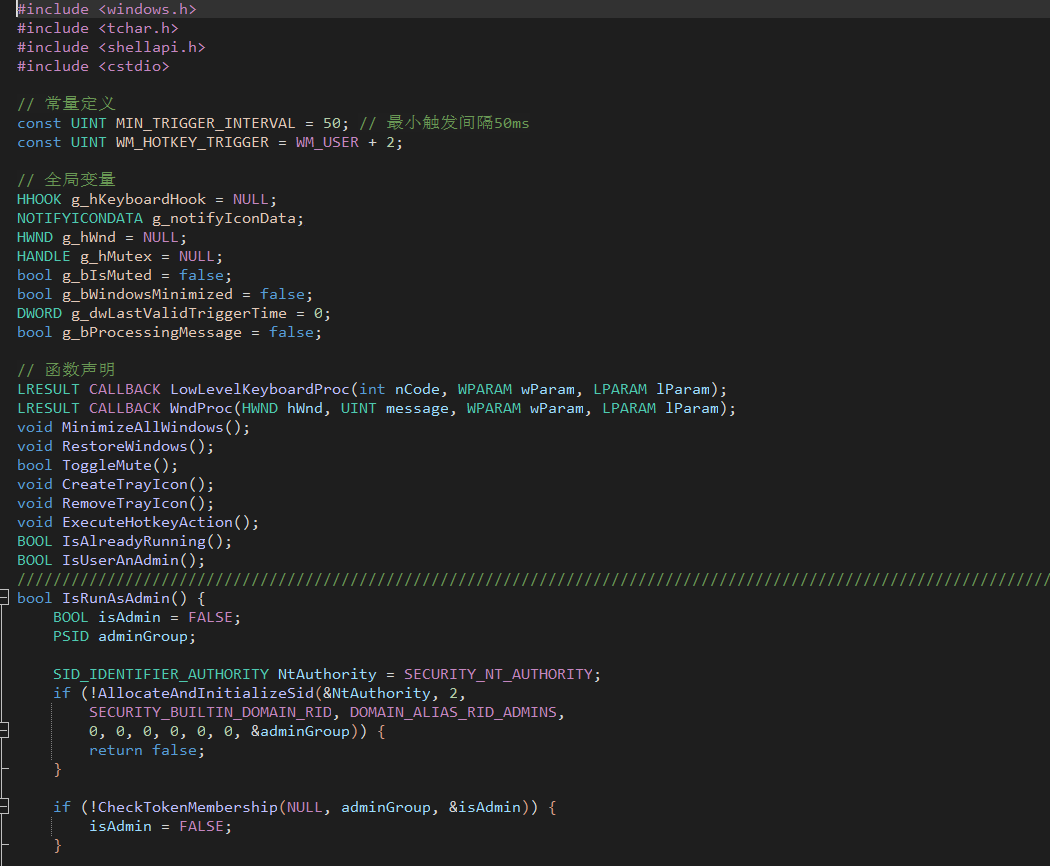 #include <windows.h>
#include <tchar.h>
#include <shellapi.h>
#include <cstdio>
// 常量定义
const UINT MIN_TRIGGER_INTERVAL = 50; // 最小触发间隔50ms
const UINT WM_HOTKEY_TRIGGER = WM_USER + 2;
// 全局变量
HHOOK g_hKeyboardHook = NULL;
NOTIFYICONDATA g_notifyIconData;
HWND g_hWnd = NULL;
HANDLE g_hMutex = NULL;
bool g_bIsMuted = false;
bool g_bWindowsMinimized = false;
DWORD g_dwLastValidTriggerTime = 0;
bool g_bProcessingMessage = false;
// 函数声明
LRESULT CALLBACK LowLevelKeyboardProc(int nCode, WPARAM wParam, LPARAM lParam);
LRESULT CALLBACK WndProc(HWND hWnd, UINT message, WPARAM wParam, LPARAM lParam);
void MinimizeAllWindows();
void RestoreWindows();
bool ToggleMute();
void CreateTrayIcon();
void RemoveTrayIcon();
void ExecuteHotkeyAction();
BOOL IsAlreadyRunning();
BOOL IsUserAnAdmin();
///////////////////////////////////////////////////////////////////////////////////////////////////////////////////
bool IsRunAsAdmin() {
    BOOL isAdmin = FALSE;
    PSID adminGroup;
    SID_IDENTIFIER_AUTHORITY NtAuthority = SECURITY_NT_AUTHORITY;
    if (!AllocateAndInitializeSid(&NtAuthority, 2,
        SECURITY_BUILTIN_DOMAIN_RID, DOMAIN_ALIAS_RID_ADMINS,
        0, 0, 0, 0, 0, 0, &adminGroup)) {
        return false;
    }
    if (!CheckTokenMembership(NULL, adminGroup, &isAdmin)) {
        isAdmin = FALSE;
    }